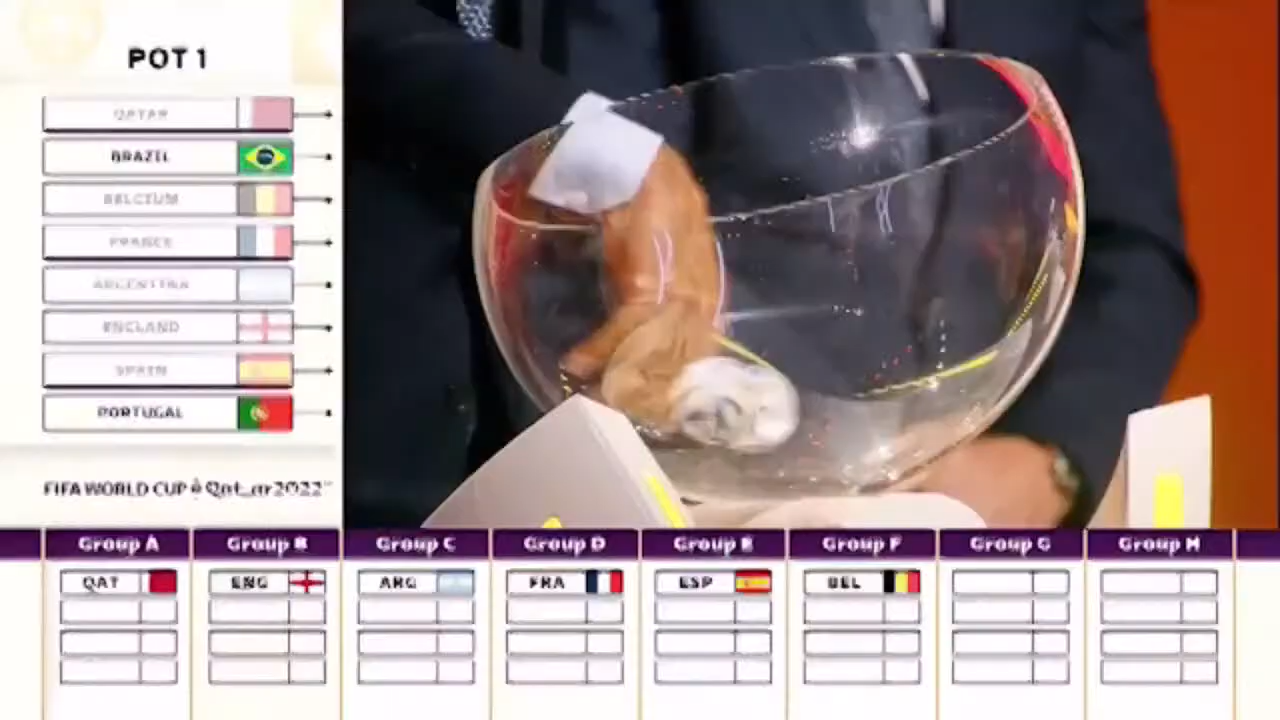 POT 1
QATAR
BRAZIL
BELGIUM
FRANCE
ARGENTINA
ENGLAND
SPAIN
PORTUGAL
FIFA WORLD CUP Qatar2022
Group A
Group B
Group C
Group D
Group E
Group F
Group G
Group H
QAT
ENG
ARG
FRA
ESP
BEL